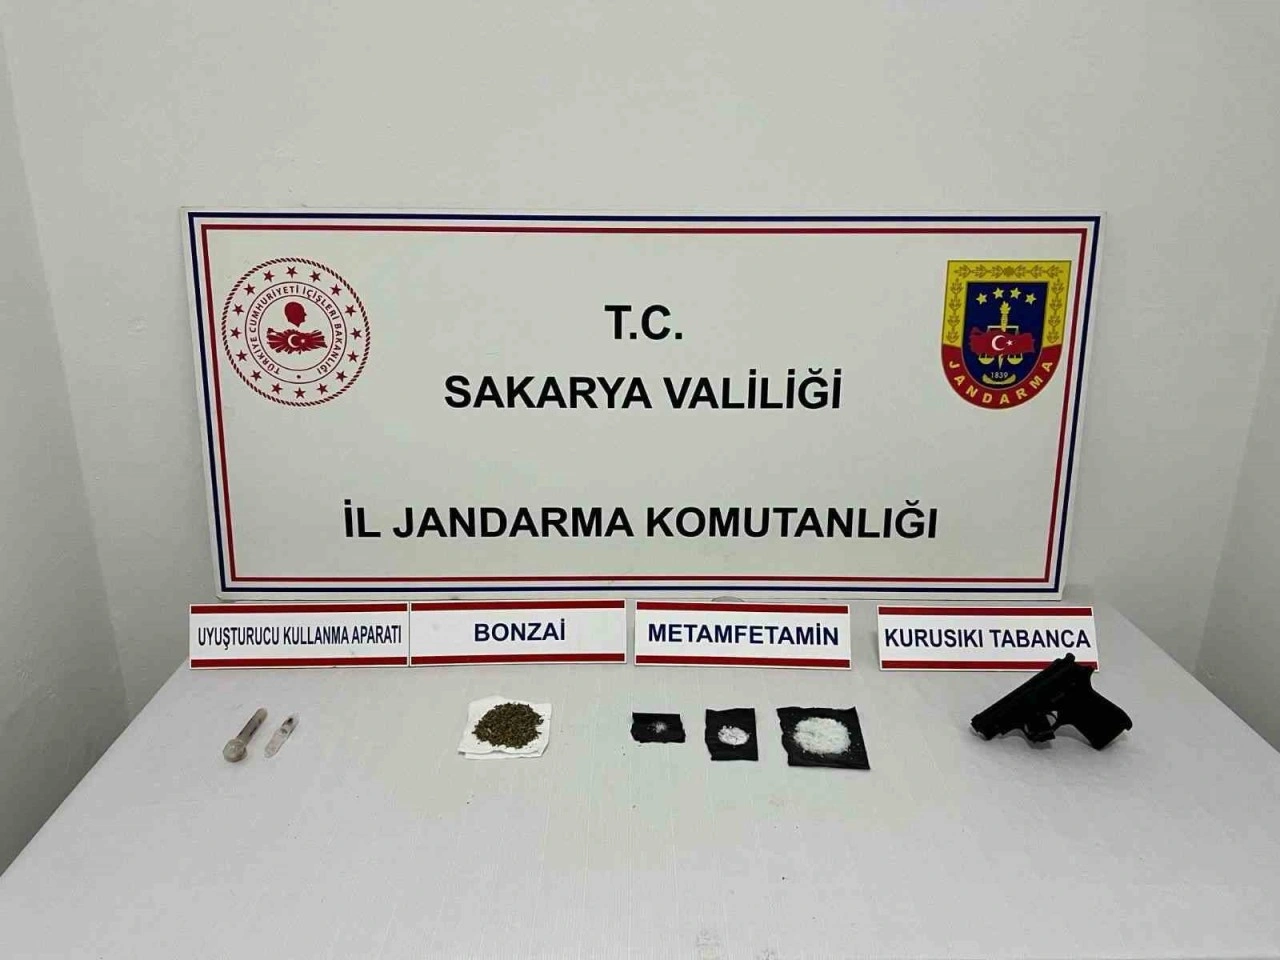 TÜRKİYE CUMHURİYETİ İÇİŞLERİ BAKANLIĞI
T.C.
SAKARYA VALİLİĞİ
İL JANDARMA KOMUTANLIĞI
1839
JANDARMA
UYUŞTURUCU KULLANMA APARATI
BONZAİ
METAMFETAMİN
KURUSIKI TABANCA